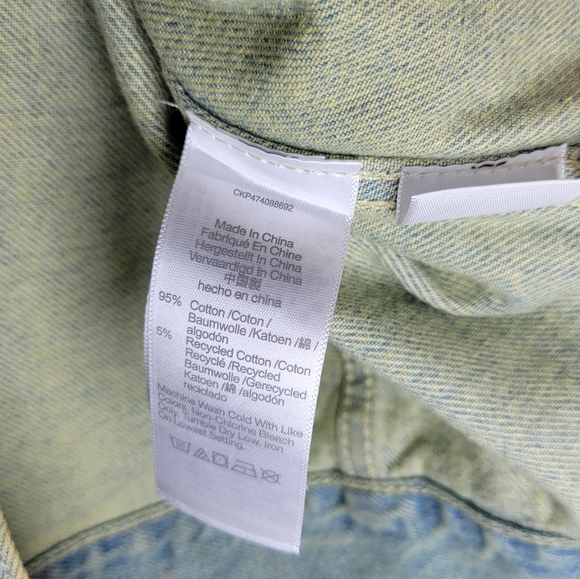 CKP474088692
Made In China
Fabriqué En Chine
Hergestellt In China
Vervaardigd In China
中国製
hecho en china
95% Cotton /Coton /
Baumwolle /Katoen /綿 /
algodón
5% Recycled Cotton /Coton
Recyclé /Recycled
Baumwolle /Gerecycled
Katoen /綿 /algodón
reciclado
Machine Wash Cold With Like
Colors. Non Chlorine Bleach
Only. Tumble Dry Low. Iron
On Lowest Setting.